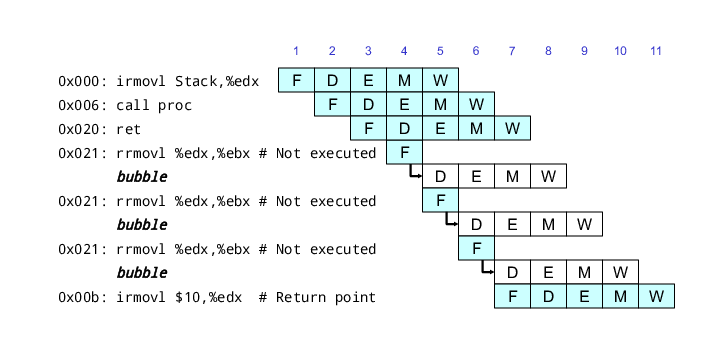 1 2 3 4 5 6 7 8 9 10 11
0x000: irmovl Stack,%edx F D E M W
0x006: call proc F D E M W
0x020: ret F D E M W
0x021: rrmovl %edx,%ebx # Not executed F
bubble D E M W
0x021: rrmovl %edx,%ebx # Not executed F
bubble D E M W
0x021: rrmovl %edx,%ebx # Not executed F
bubble D E M W
0x00b: irmovl $10,%edx # Return point F D E M W